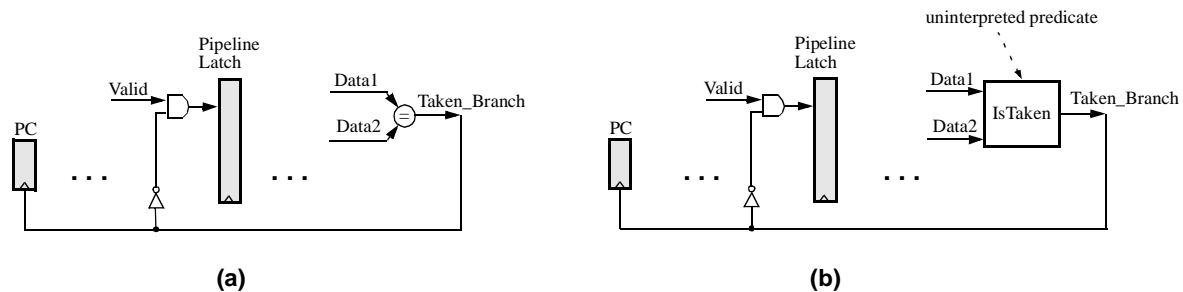 Pipeline
Latch
Valid
Data1
Data2
=
Taken_Branch
PC
. . .
. . .
(a)
uninterpreted predicate
Pipeline
Latch
Valid
Data1
Data2
IsTaken
Taken_Branch
PC
. . .
. . .
(b)